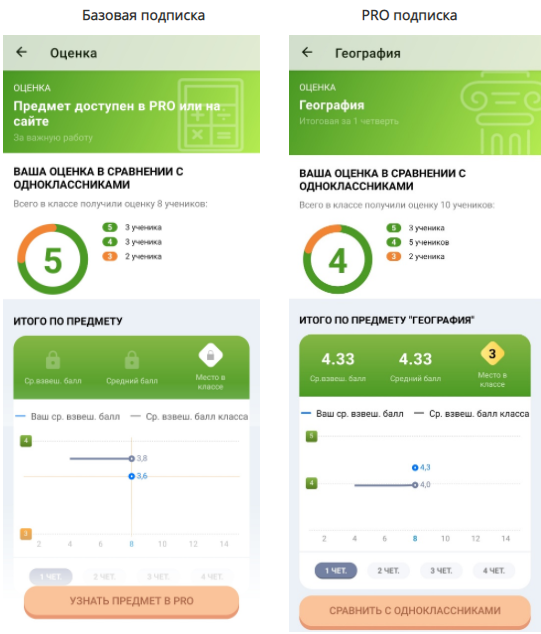 Базовая подписка
PRO подписка
Оценка
ОЦЕНКА
Предмет доступен в PRO или на
сайте
За важную работу
ВАША ОЦЕНКА В СРАВНЕНИИ С
ОДНОКЛАССНИКАМИ
Всего в классе получили оценку 8 учеников:
5
5 3 ученика
4 3 ученика
3 2 ученика
ИТОГО ПО ПРЕДМЕТУ
Ср.взвеш. балл
Средний балл
Место в
классе
Ваш ср. взвеш. балл
Ср. взвеш. балл класса
4
3,8
3,6
3
2 4 6 8 10 12 14
1 ЧЕТ. 2 ЧЕТ. 3 ЧЕТ. 4 ЧЕТ.
УЗНАТЬ ПРЕДМЕТ В PRO
География
ОЦЕНКА
География
Итоговая за 1 четверть
ВАША ОЦЕНКА В СРАВНЕНИИ С
ОДНОКЛАССНИКАМИ
Всего в классе получили оценку 10 учеников:
4
5 3 ученика
4 5 учеников
3 2 ученика
ИТОГО ПО ПРЕДМЕТУ "ГЕОГРАФИЯ"
4.33 4.33 3
Ср.взвеш. балл
Средний балл
Место в
классе
Ваш ср. взвеш. балл
Ср. взвеш. балл класса
5
4,3
4
4,0
2 4 6 8 10 12 14
1 ЧЕТ. 2 ЧЕТ. 3 ЧЕТ. 4 ЧЕТ.
СРАВНИТЬ С ОДНОКЛАССНИКАМИ